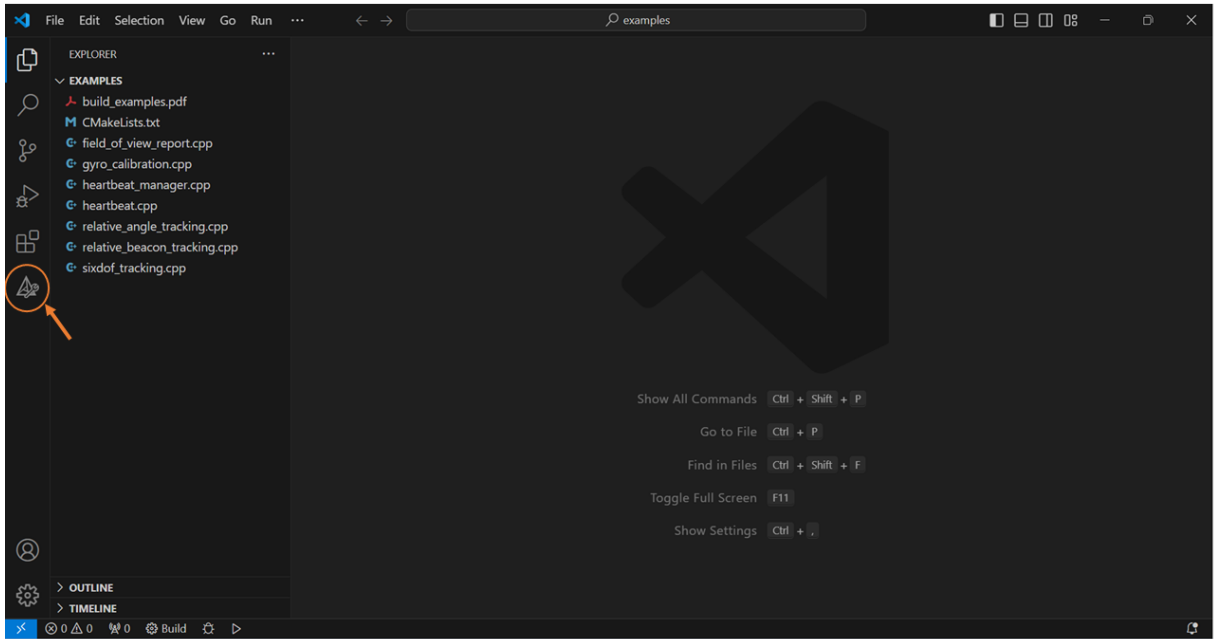 File Edit Selection View Go Run ···
examples
EXPLORER ···
EXAMPLES
build_examples.pdf
M CMakeLists.txt
field_of_view_report.cpp
gyro_calibration.cpp
heartbeat_manager.cpp
heartbeat.cpp
relative_angle_tracking.cpp
relative_beacon_tracking.cpp
sixdof_tracking.cpp
Show All Commands Ctrl + Shift + P
Go to File Ctrl + P
Find in Files Ctrl + Shift + F
Toggle Full Screen F11
Show Settings Ctrl + ,
OUTLINE
TIMELINE
0 0 0 Build